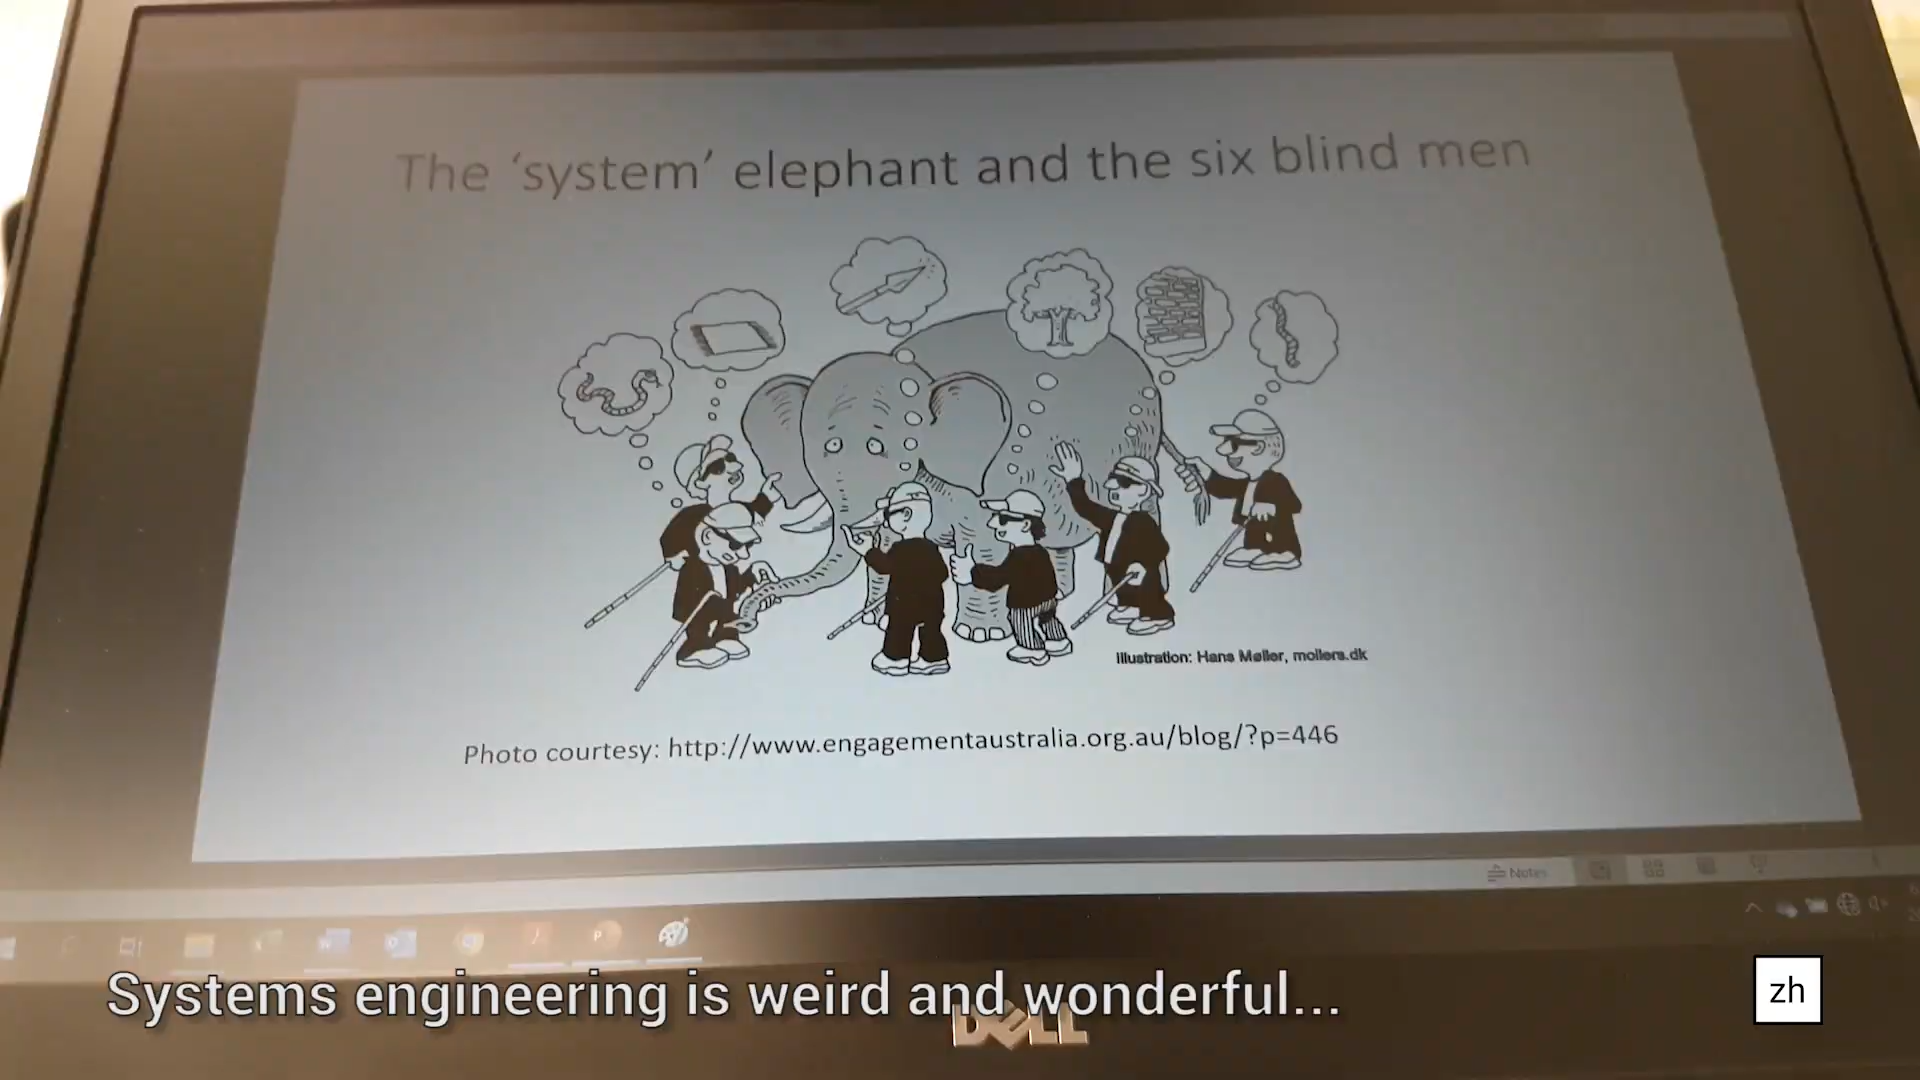 The ‘system’ elephant and the six blind men
Illustration: Hans Møller, mollers.dk
Photo courtesy: http://www.engagementaustralia.org.au/blog/?p=446
Notes
Systems engineering is weird and wonderful...
zh
DELL